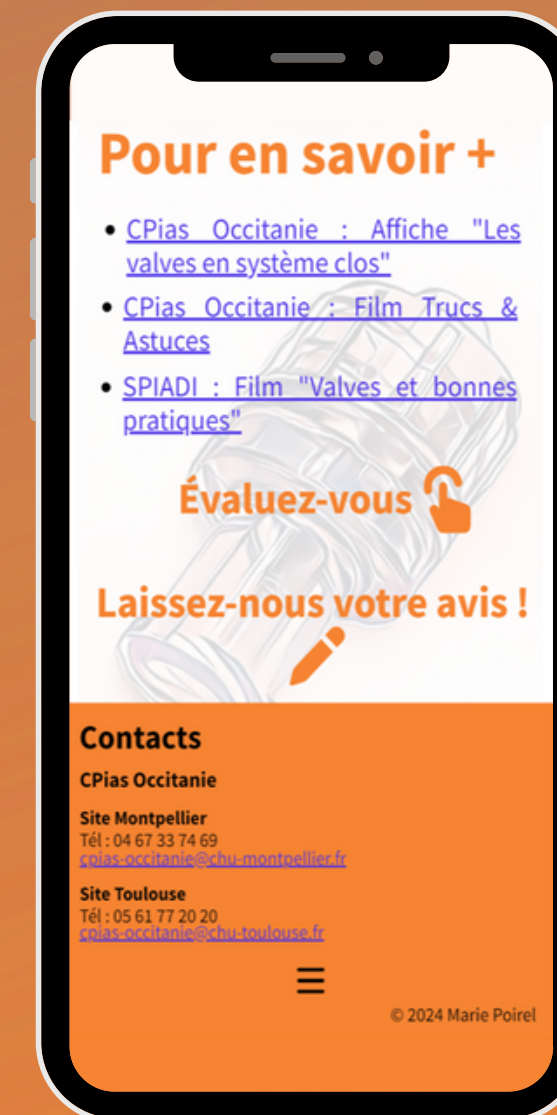 Pour en savoir +
• CPias Occitanie : Affiche "Les
valves en système clos"
• CPias Occitanie : Film Trucs &
Astuces
• SPIADI : Film "Valves et bonnes
pratiques"
Évaluez-vous
Laissez-nous votre avis !
Contacts
CPias Occitanie
Site Montpellier
Tél : 04 67 33 74 69
cpias-occitanie@chu-montpellier.fr
Site Toulouse
Tél : 05 61 77 20 20
cpias-occitanie@chu-toulouse.fr
© 2024 Marie Poirel